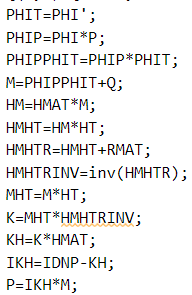 PHIT=PHI';
PHIP=PHI*P;
PHIPPHIT=PHIP*PHIT;
M=PHIPPHIT+Q;
HM=HMAT*M;
HMHT=HM*HT;
HMHTR=HMHT+RMAT;
HMHTRINV=inv(HMHTR);
MHT=M*HT;
K=MHT*HMHTRINV;
KH=K*HMAT;
IKH=IDNP-KH;
P=IKH*M;